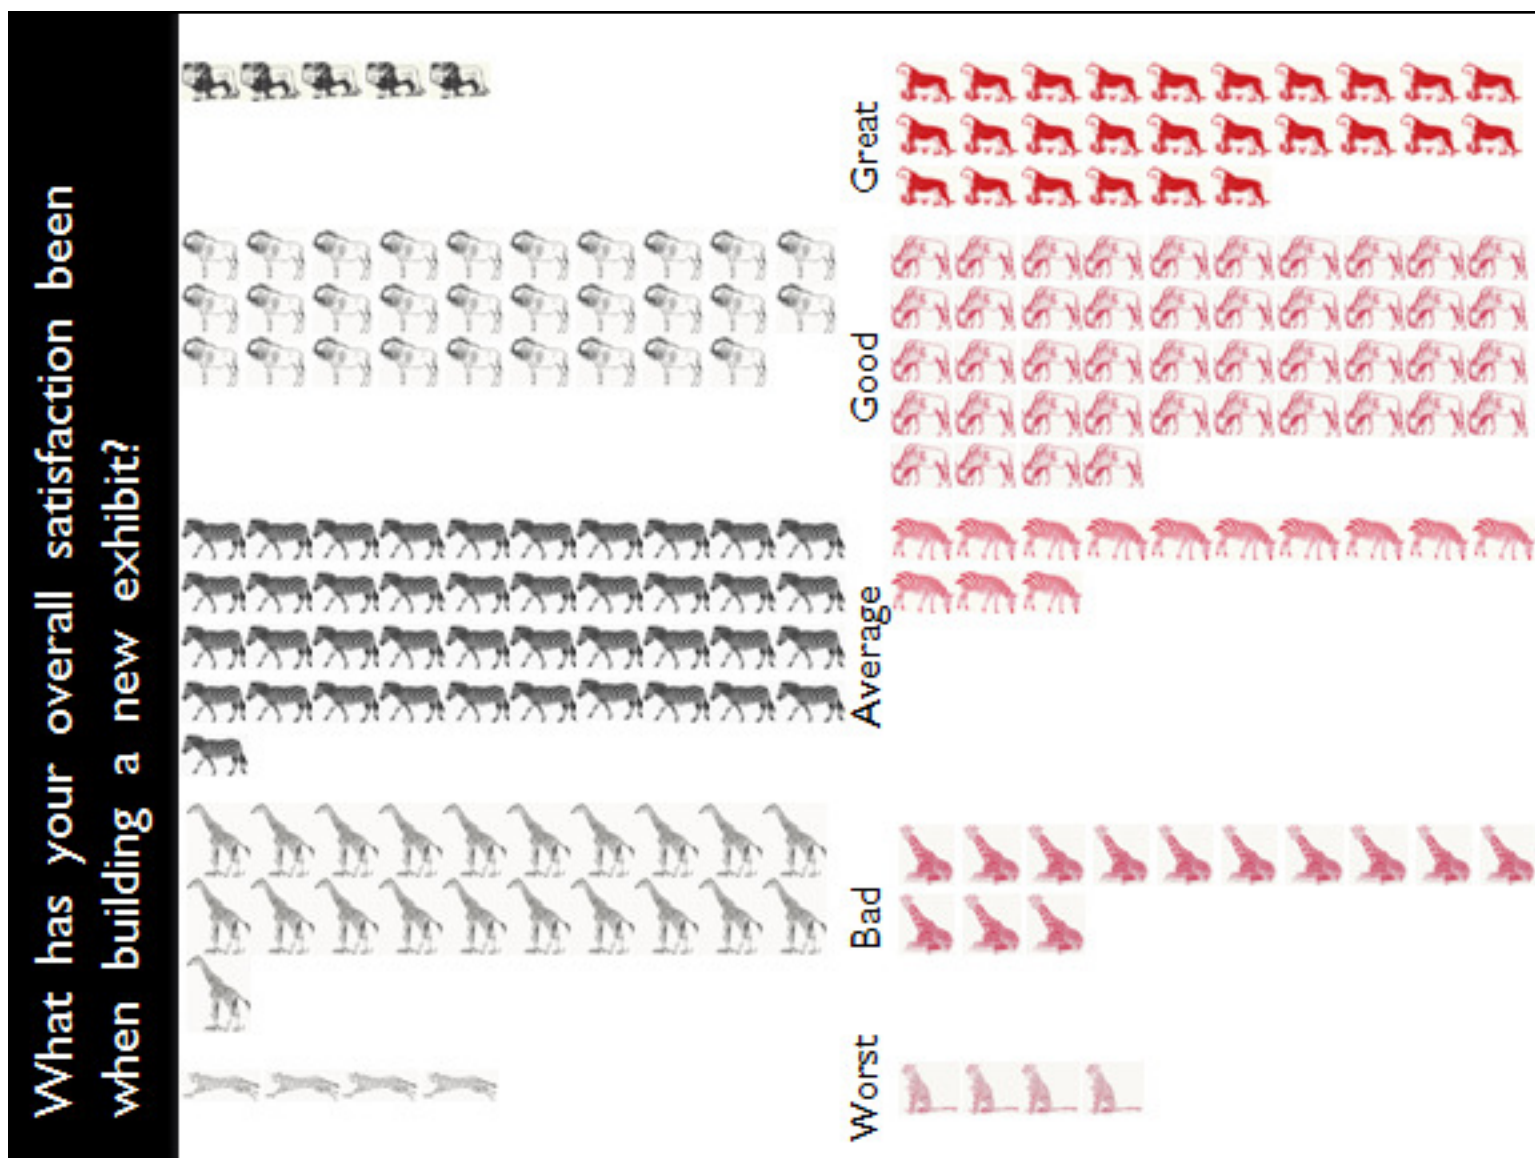 What has your overall satisfaction been
when building a new exhibit?
Great
Good
Average
Bad
Worst